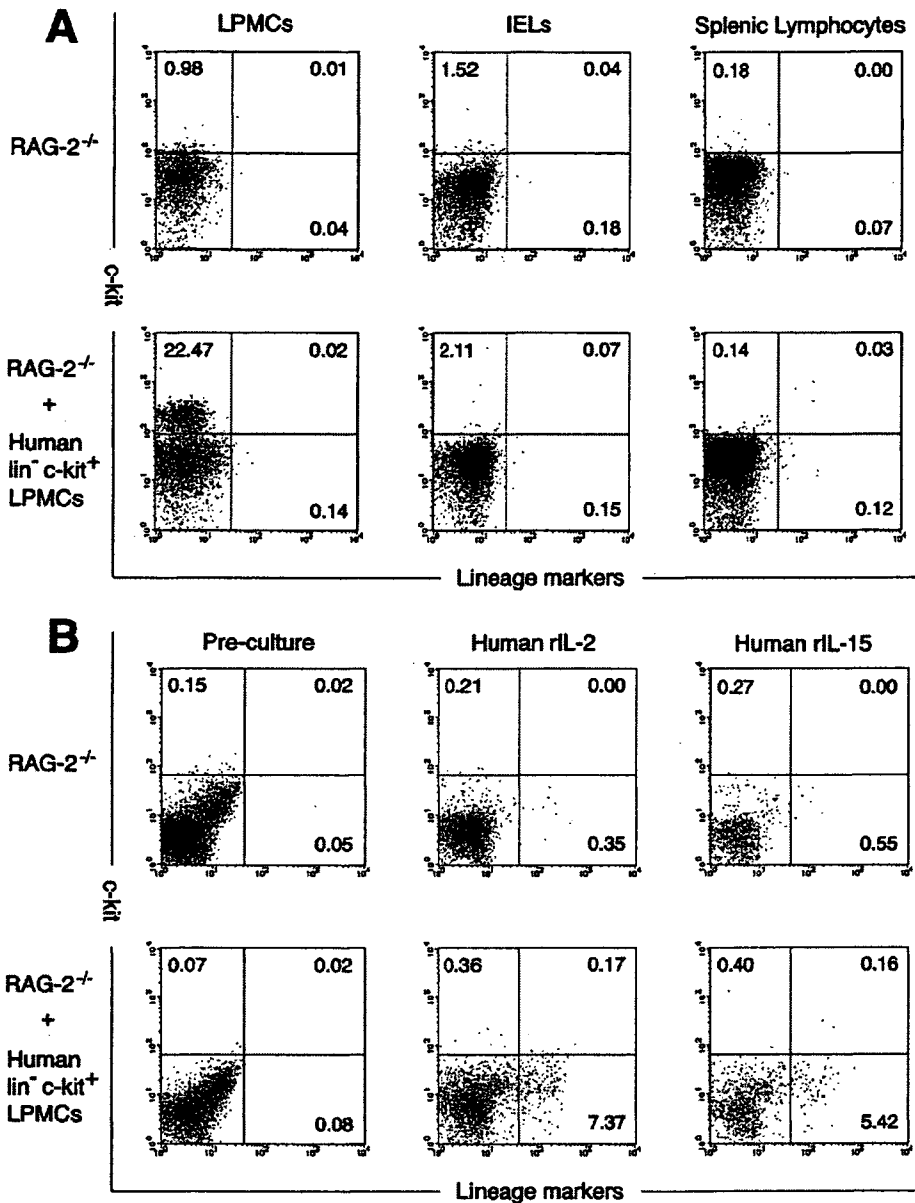 A
LPMCs IELs Splenic Lymphocytes
RAG-2-/-
0.98 0.01
0.04
1.52 0.04
0.18
0.18 0.00
0.07
c-kit
RAG-2-/-
+
Human
lin- c-kit+
LPMCs
22.47 0.02
0.14
2.11 0.07
0.15
0.14 0.03
0.12
Lineage markers
B
Pre-culture Human rIL-2 Human rIL-15
RAG-2-/-
0.15 0.02
0.05
0.21 0.00
0.35
0.27 0.00
0.55
c-kit
RAG-2-/-
+
Human
lin- c-kit+
LPMCs
0.07 0.02
0.08
0.36 0.17
7.37
0.40 0.16
5.42
Lineage markers